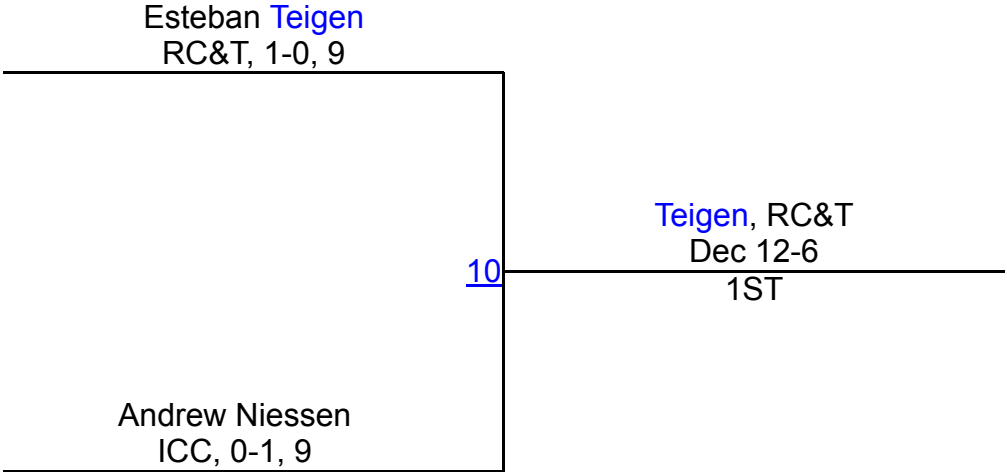 Esteban Teigen
RC&T, 1-0, 9
Teigen, RC&T
Dec 12-6
10
1ST
Andrew Niessen
ICC, 0-1, 9